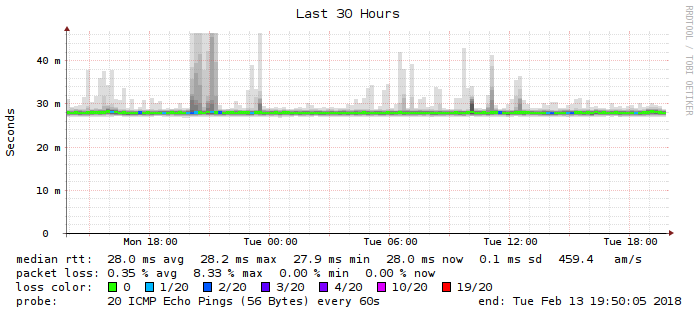 Last 30 Hours
RRDTOOL / TOBI OETIKER
Seconds
40 m
30 m
20 m
10 m
0
Mon 18:00 Tue 00:00 Tue 06:00 Tue 12:00 Tue 18:00
median rtt: 28.0 ms avg 28.2 ms max 27.9 ms min 28.0 ms now 0.1 ms sd 459.4 am/s
packet loss: 0.35 % avg 8.33 % max 0.00 % min 0.00 % now
loss color: 0 1/20 2/20 3/20 4/20 10/20 19/20
probe: 20 ICMP Echo Pings (56 Bytes) every 60s end: Tue Feb 13 19:50:05 2018